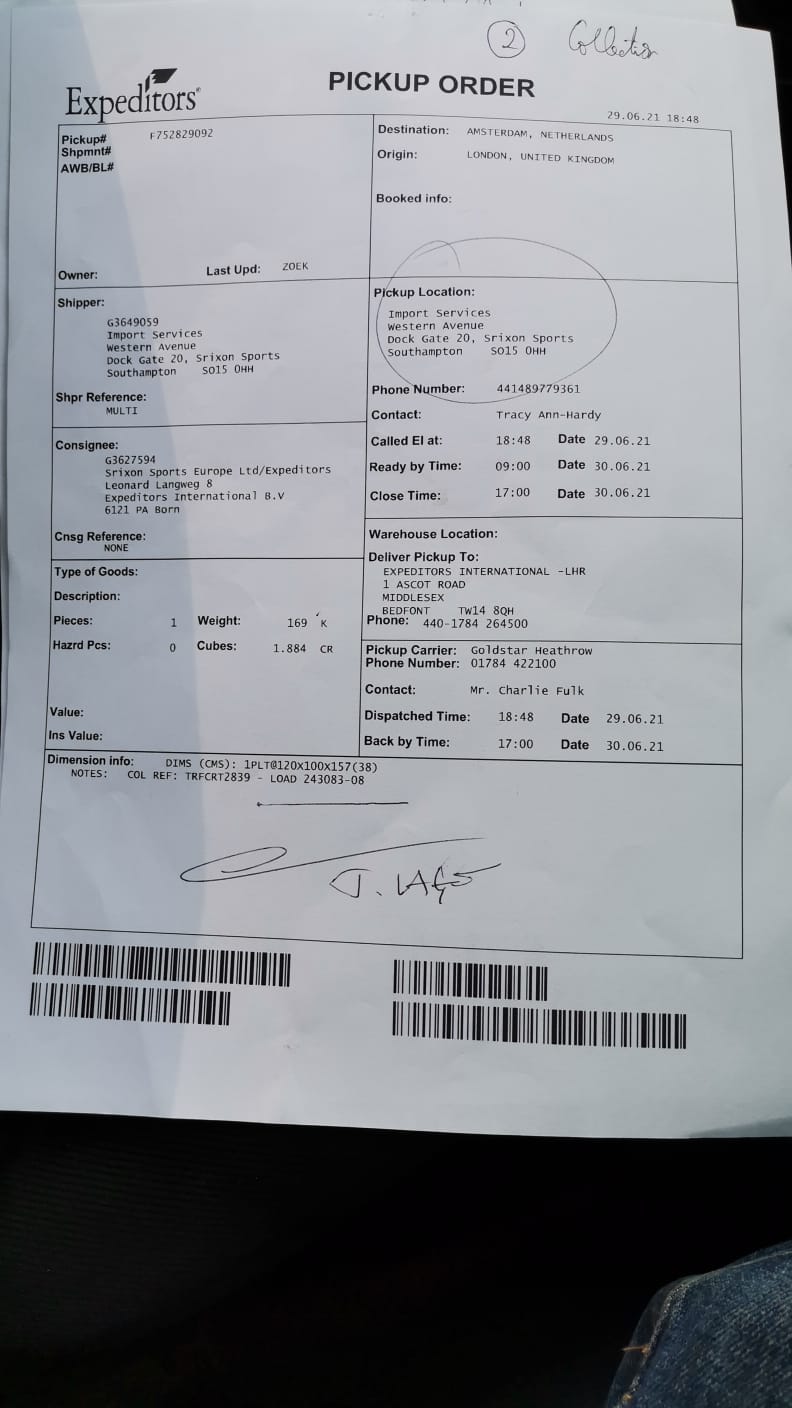 2 Collection
Expeditors®
PICKUP ORDER
29.06.21 18:48
Pickup# F752829092
Shpmnt#
AWB/BL#
Owner: Last Upd: ZOEK
Destination: AMSTERDAM, NETHERLANDS
Origin: LONDON, UNITED KINGDOM
Booked info:
Shipper:
G3649059
Import Services
Western Avenue
Dock Gate 20, Srixon Sports
Southampton SO15 0HH
Shpr Reference:
MULTI
Consignee:
G3627594
Srixon Sports Europe Ltd/Expeditors
Leonard Langweg 8
Expeditors International B.V
6121 PA Born
Cnsg Reference:
NONE
Type of Goods:
Description:
Pieces: 1 Weight: 169 K
Hazrd Pcs: 0 Cubes: 1.884 CR
Value:
Ins Value:
Pickup Location:
Import Services
Western Avenue
Dock Gate 20, Srixon Sports
Southampton SO15 0HH
Phone Number: 441489779361
Contact: Tracy Ann-Hardy
Called EI at: 18:48 Date 29.06.21
Ready by Time: 09:00 Date 30.06.21
Close Time: 17:00 Date 30.06.21
Warehouse Location:
Deliver Pickup To:
EXPEDITORS INTERNATIONAL -LHR
1 ASCOT ROAD
MIDDLESEX
BEDFONT TW14 8QH
Phone: 440-1784 264500
Pickup Carrier: Goldstar Heathrow
Phone Number: 01784 422100
Contact: Mr. Charlie Fulk
Dispatched Time: 18:48 Date 29.06.21
Back by Time: 17:00 Date 30.06.21
Dimension info: DIMS (CMS): 1PLT@120X100X157(38)
NOTES: COL REF: TRFCRT2839 - LOAD 243083-08